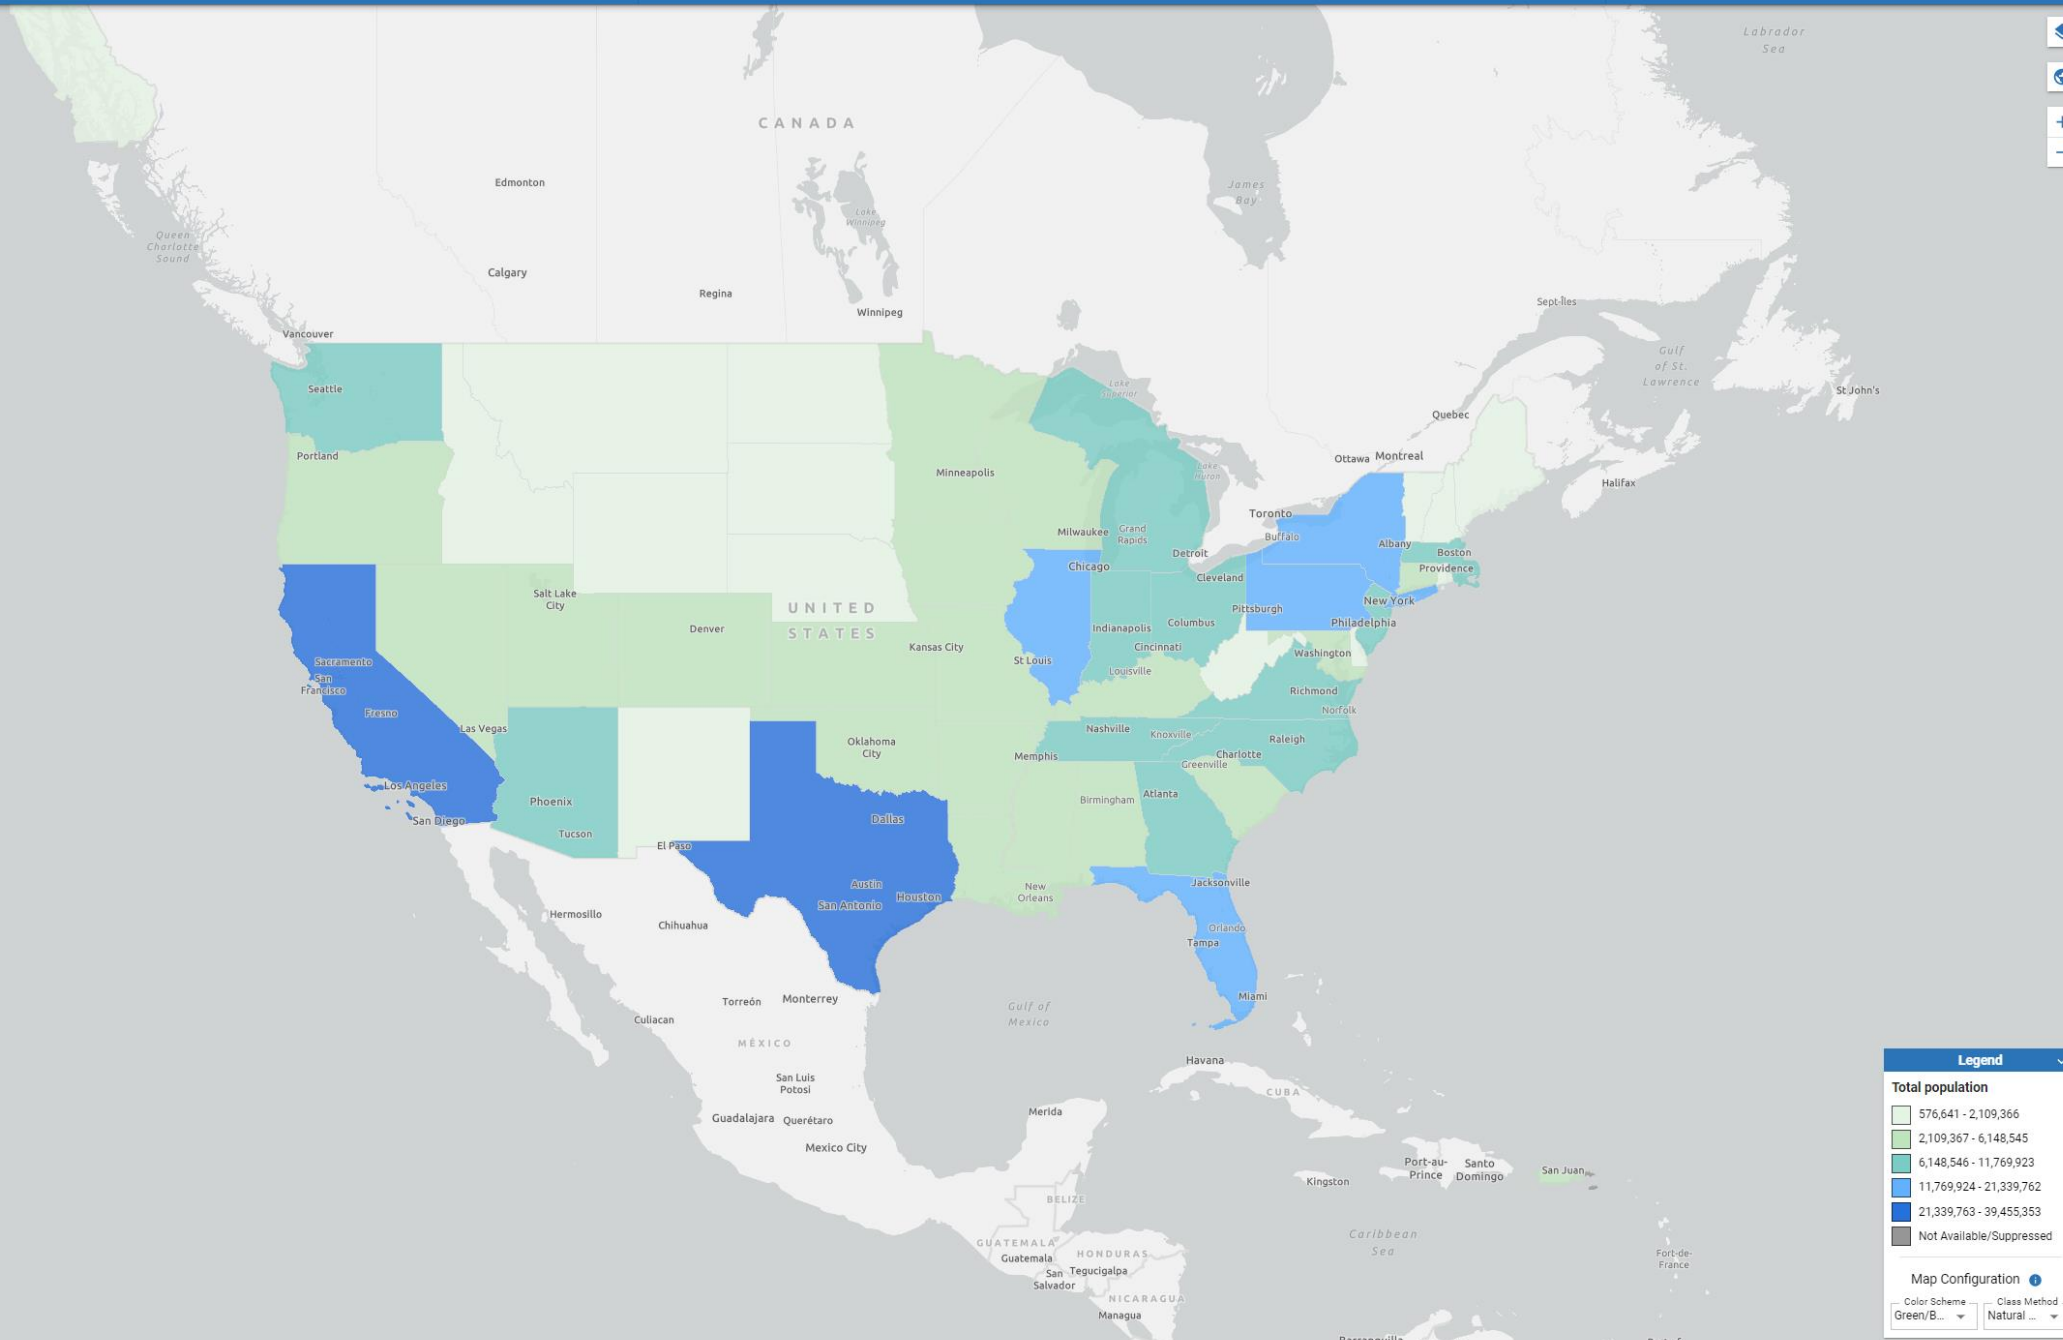 Labrador
Sea
CANADA
Edmonton
James
Bay
Lake
Winnipeg
Queen
Charlotte
Sound
Calgary
Regina
Winnipeg
Sept-Îles
Vancouver
Gulf
of St.
Lawrence
Seattle
Lake
Superior
St John's
Quebec
Portland
Ottawa
Montreal
Minneapolis
Lake
Huron
Halifax
Toronto
Milwaukee
Grand
Rapids
Buffalo
Albany
Boston
Detroit
Chicago
Providence
Cleveland
Salt Lake
City
New York
UNITED
STATES
Pittsburgh
Denver
Indianapolis
Columbus
Philadelphia
Kansas City
Cincinnati
Washington
Sacramento
St Louis
Louisville
San
Francisco
Richmond
Fresno
Norfolk
Las Vegas
Nashville
Knoxville
Raleigh
Oklahoma
City
Memphis
Charlotte
Greenville
Los Angeles
Phoenix
Birmingham
Atlanta
San Diego
Tucson
Dallas
El Paso
Austin
New
Orleans
Jacksonville
Houston
San Antonio
Hermosillo
Chihuahua
Orlando
Tampa
Torreón
Monterrey
Miami
Gulf of
Mexico
Culiacan
MÉXICO
Havana
San Luis
Potosi
CUBA
Guadalajara
Querétaro
Merida
Mexico City
Port-au-
Prince
Santo
Domingo
San Juan
Kingston
BELIZE
Caribbean
Sea
GUATEMALA
Guatemala
HONDURAS
San
Salvador
Tegucigalpa
Fort-de-
France
NICARAGUA
Managua
Legend
Total population
576,641 - 2,109,366
2,109,367 - 6,148,545
6,148,546 - 11,769,923
11,769,924 - 21,339,762
21,339,763 - 39,455,353
Not Available/Suppressed
Map Configuration
Color Scheme
Green/B...
Class Method
Natural ...